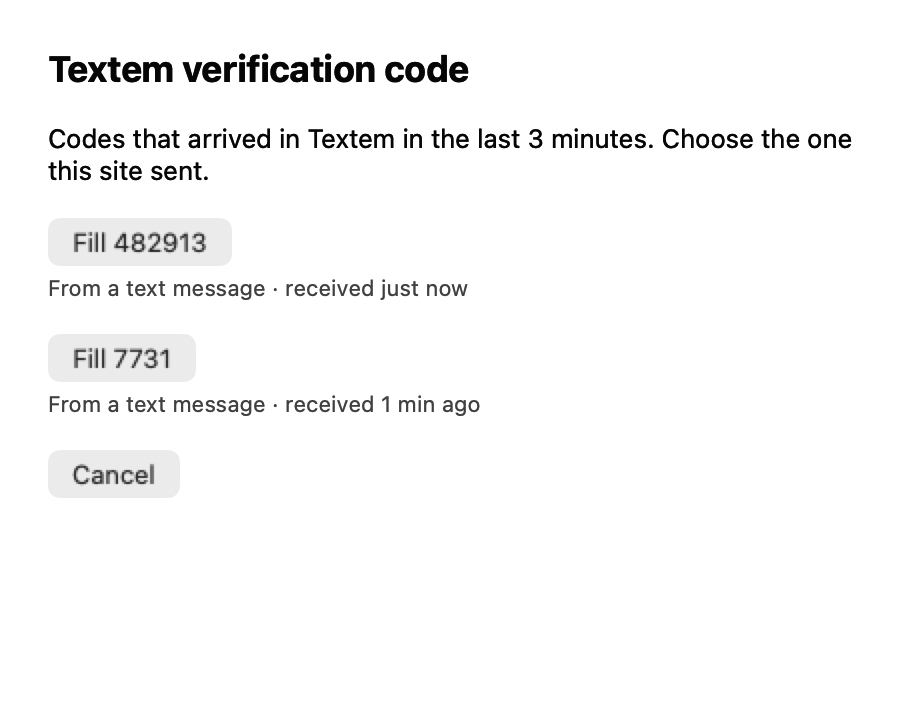 Textem verification code
Codes that arrived in Textem in the last 3 minutes. Choose the one
this site sent.
Fill 482913
From a text message · received just now
Fill 7731
From a text message · received 1 min ago
Cancel